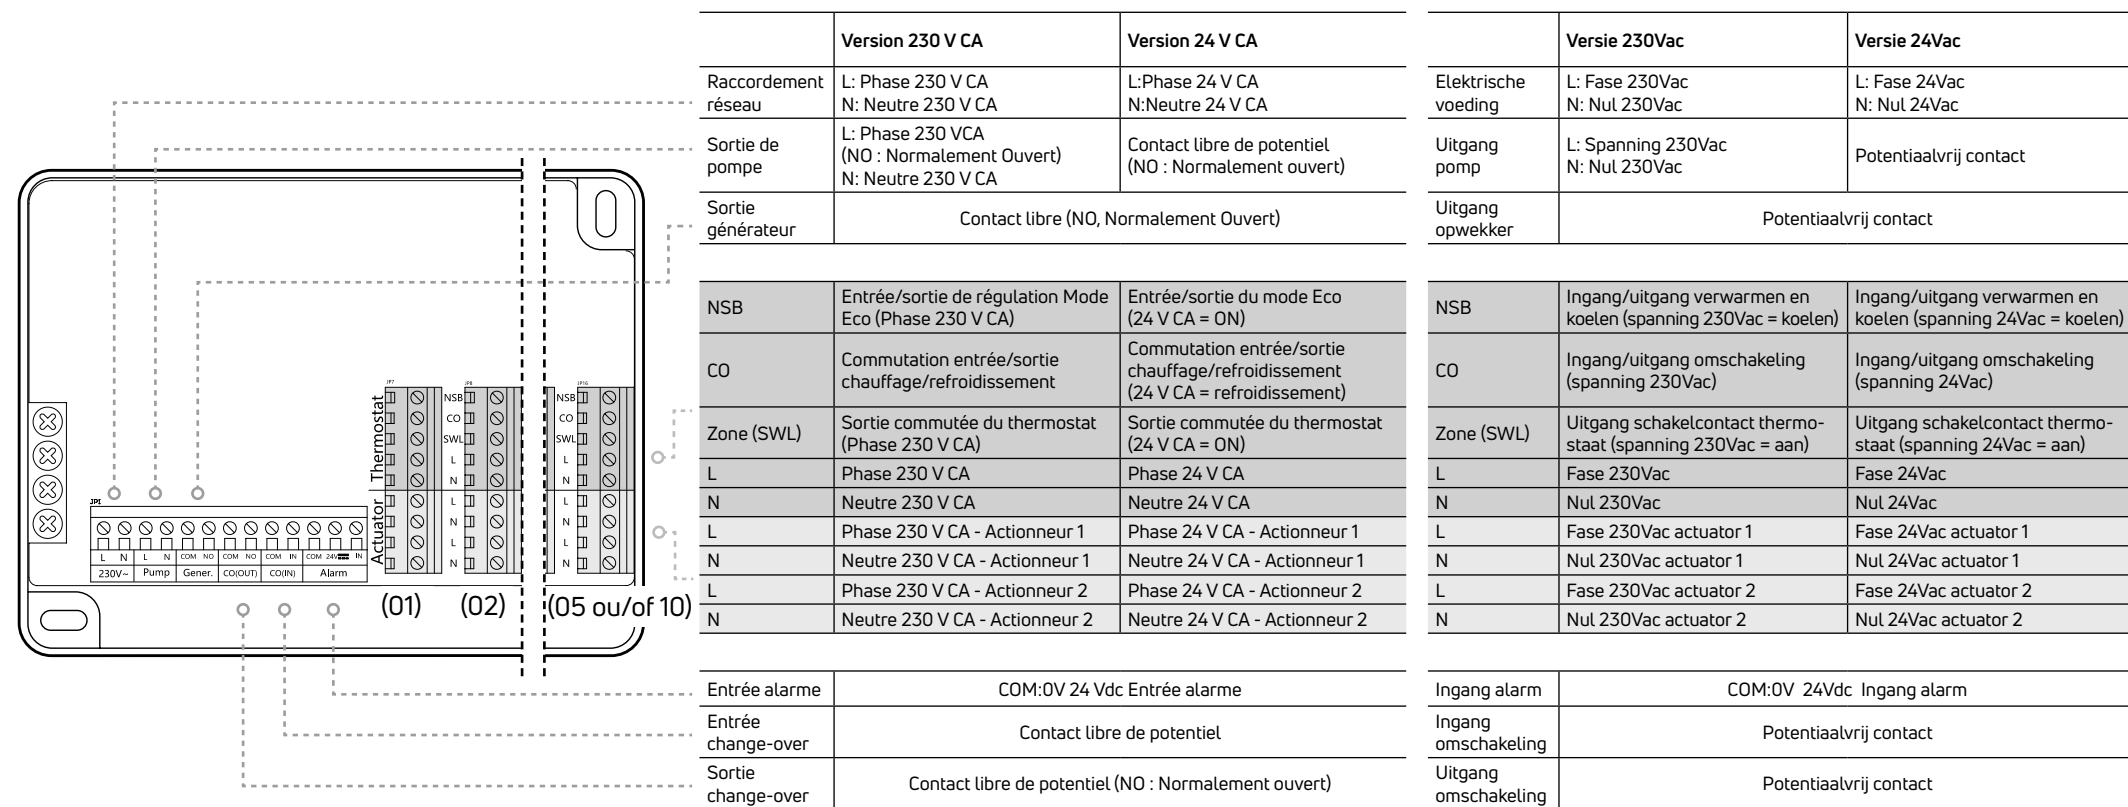 Version 230 V CA
Version 24 V CA
Raccordement
réseau
L: Phase 230 V CA
N: Neutre 230 V CA
L:Phase 24 V CA
N:Neutre 24 V CA
Sortie de
pompe
L: Phase 230 VCA
(NO : Normalement Ouvert)
N: Neutre 230 V CA
Contact libre de potentiel
(NO : Normalement ouvert)
Sortie
générateur
Contact libre (NO, Normalement Ouvert)
NSB
Entrée/sortie de régulation Mode
Eco (Phase 230 V CA)
Entrée/sortie du mode Eco
(24 V CA = ON)
CO
Commutation entrée/sortie
chauffage/refroidissement
Commutation entrée/sortie
chauffage/refroidissement
(24 V CA = refroidissement)
Zone (SWL)
Sortie commutée du thermostat
(Phase 230 V CA)
Sortie commutée du thermostat
(24 V CA = ON)
L
Phase 230 V CA
Phase 24 V CA
N
Neutre 230 V CA
Neutre 24 V CA
L
Phase 230 V CA - Actionneur 1
Phase 24 V CA - Actionneur 1
N
Neutre 230 V CA - Actionneur 1
Neutre 24 V CA - Actionneur 1
L
Phase 230 V CA - Actionneur 2
Phase 24 V CA - Actionneur 2
N
Neutre 230 V CA - Actionneur 2
Neutre 24 V CA - Actionneur 2
Entrée alarme
COM:0V 24 Vdc Entrée alarme
Entrée
change-over
Contact libre de potentiel
Sortie
change-over
Contact libre de potentiel (NO : Normalement ouvert)
Versie 230Vac
Versie 24Vac
Elektrische
voeding
L: Fase 230Vac
N: Nul 230Vac
L: Fase 24Vac
N: Nul 24Vac
Uitgang
pomp
L: Spanning 230Vac
N: Nul 230Vac
Potentiaalvrij contact
Uitgang
opwekker
Potentiaalvrij contact
NSB
Ingang/uitgang verwarmen en
koelen (spanning 230Vac = koelen)
Ingang/uitgang verwarmen en
koelen (spanning 24Vac = koelen)
CO
Ingang/uitgang omschakeling
(spanning 230Vac)
Ingang/uitgang omschakeling
(spanning 24Vac)
Zone (SWL)
Uitgang schakelcontact thermo-
staat (spanning 230Vac = aan)
Uitgang schakelcontact thermo-
staat (spanning 24Vac = aan)
L
Fase 230Vac
Fase 24Vac
N
Nul 230Vac
Nul 24Vac
L
Fase 230Vac actuator 1
Fase 24Vac actuator 1
N
Nul 230Vac actuator 1
Nul 24Vac actuator 1
L
Fase 230Vac actuator 2
Fase 24Vac actuator 2
N
Nul 230Vac actuator 2
Nul 24Vac actuator 2
Ingang alarm
COM:0V 24Vdc Ingang alarm
Ingang
omschakeling
Potentiaalvrij contact
Uitgang
omschakeling
Potentiaalvrij contact
JP1
L N L N COM NO COM NO COM IN COM 24V IN
230V~ Pump Gener. CO(OUT) CO(IN) Alarm
Thermostat
Actuator
JP7
JP8
JP16
NSB
CO
SWL
L
N
L
N
L
N
NSB
CO
SWL
L
N
L
N
L
N
(01)
(02)
(05 ou/of 10)